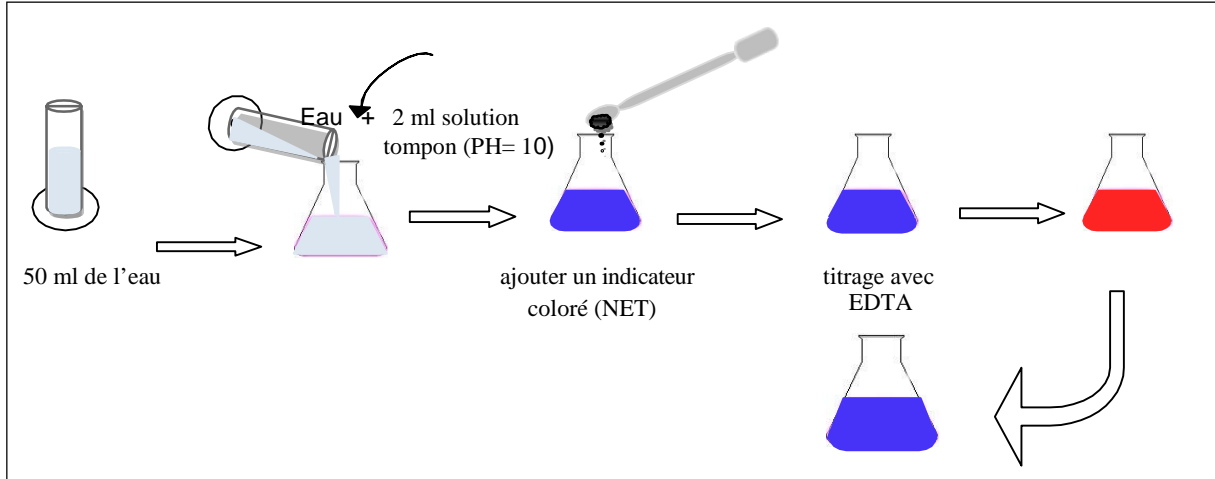 Eau + 2 ml solution
tompon (PH= 10)
50 ml de l’eau
ajouter un indicateur
coloré (NET)
titrage avec
EDTA